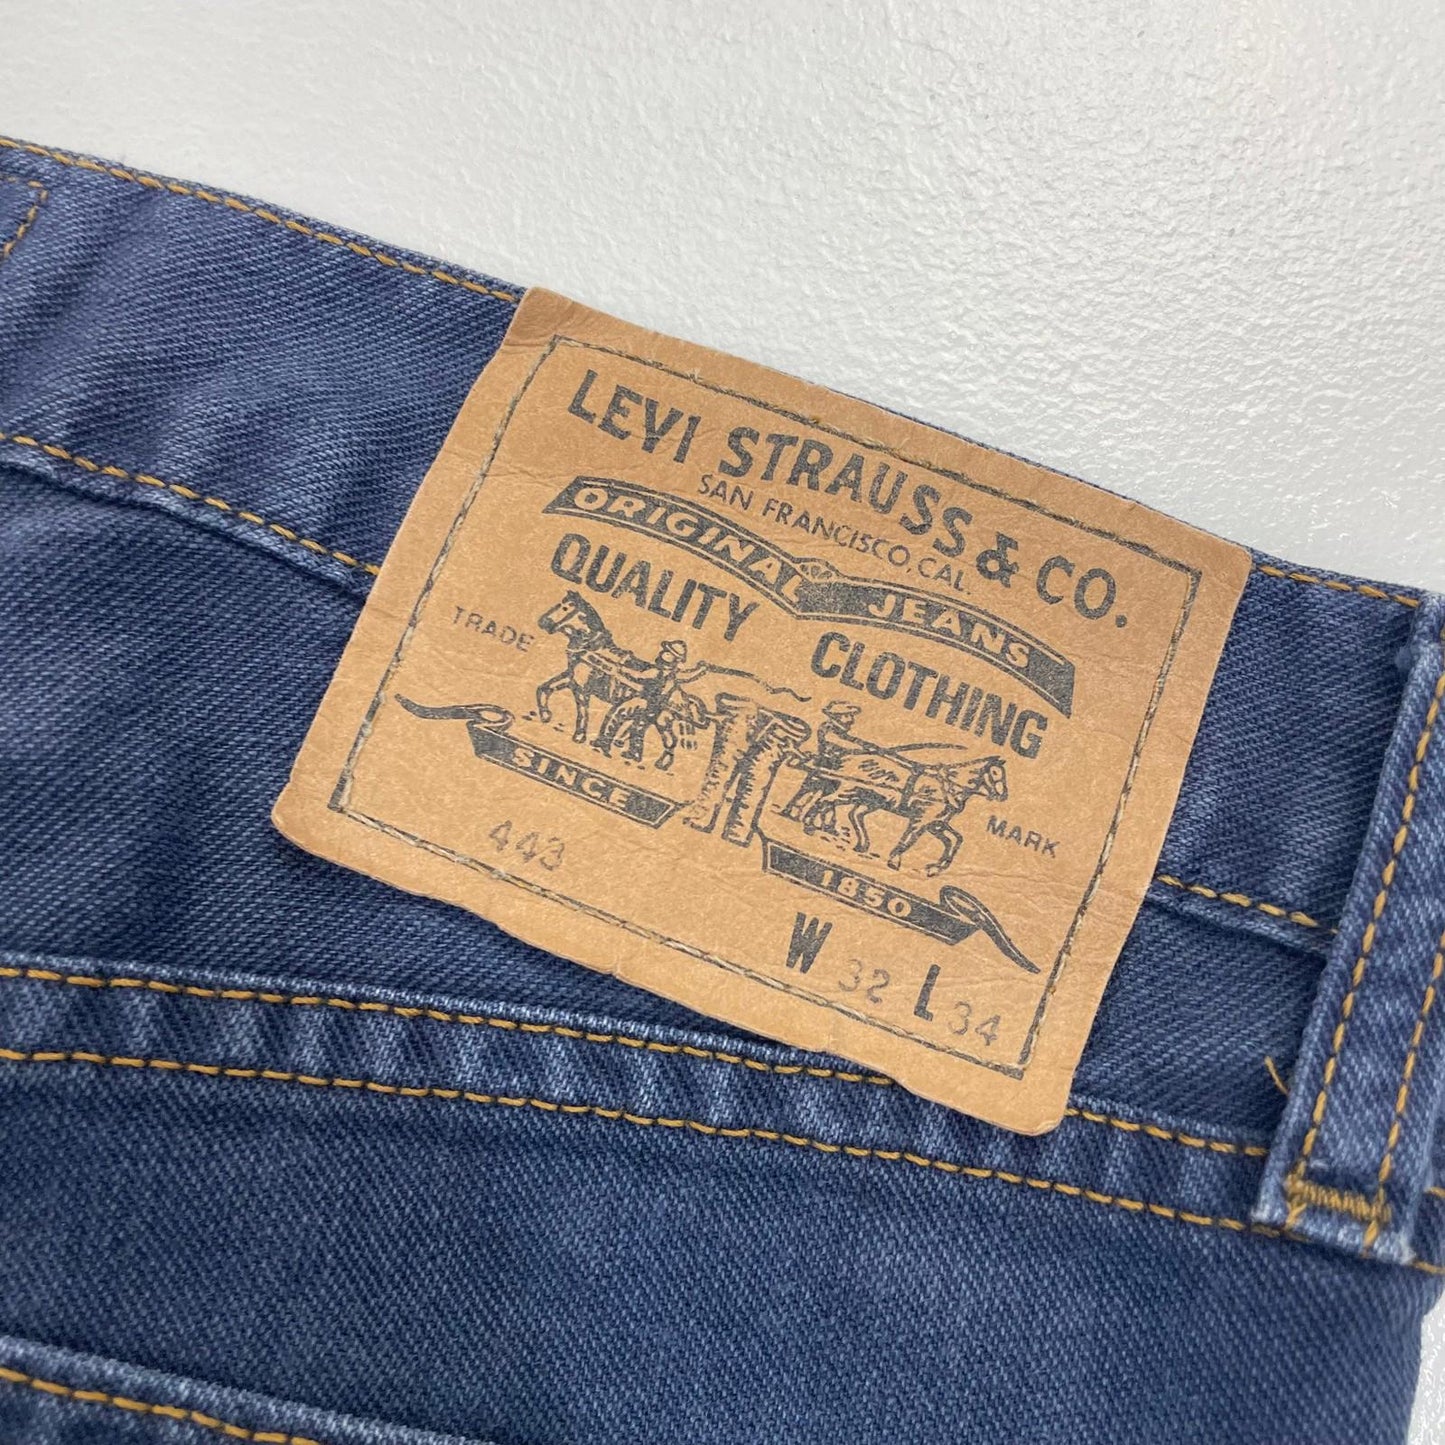 LEVI STRAUSS & CO.
SAN FRANCISCO, CAL.
ORIGINAL JEANS
QUALITY CLOTHING
TRADE MARK
SINCE 1850
443
W 32 L 34